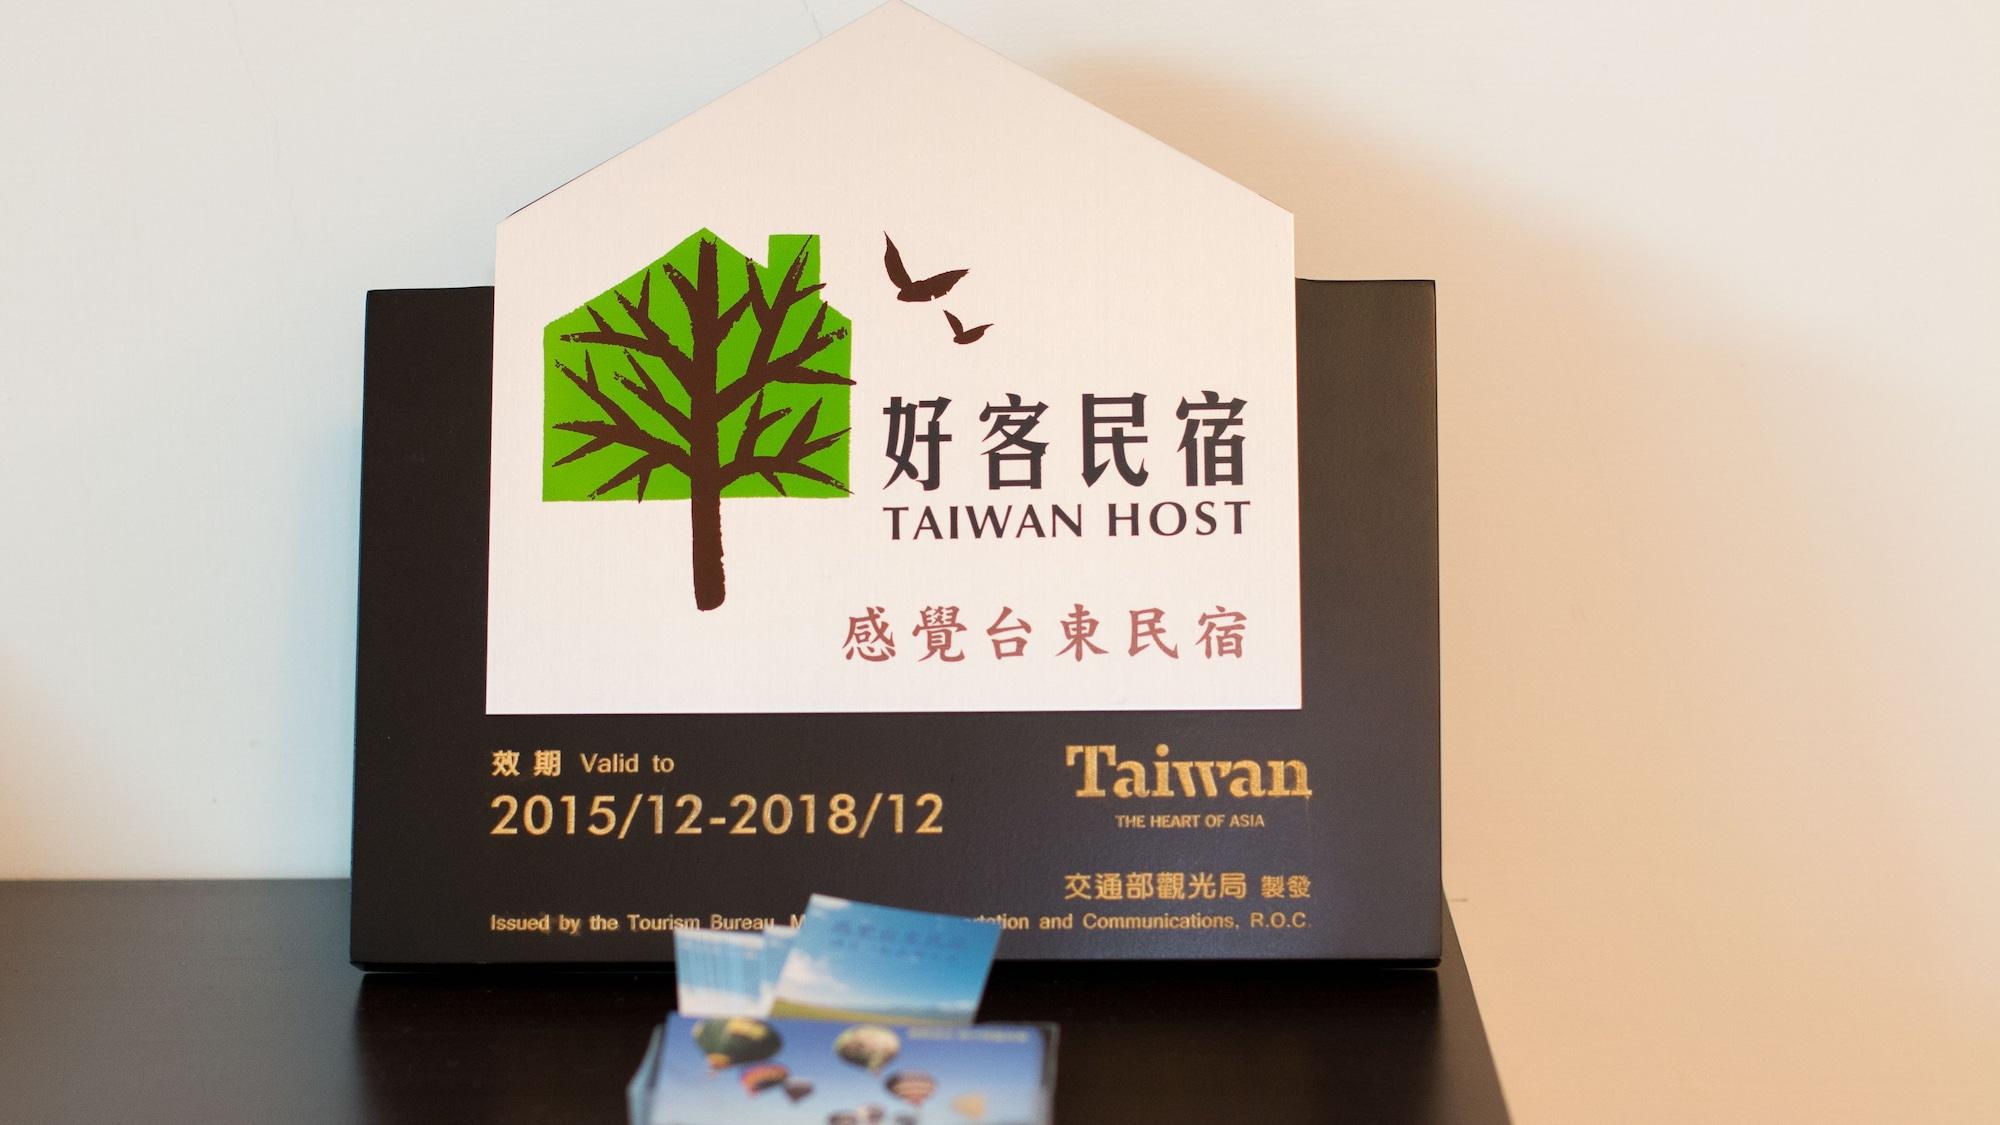 好客民宿
TAIWAN HOST
感覺台東民宿
效期 Valid to
2015/12-2018/12
Taiwan
THE HEART OF ASIA
交通部觀光局 製發
Issued by the Tourism Bureau, and Communications, R.O.C.